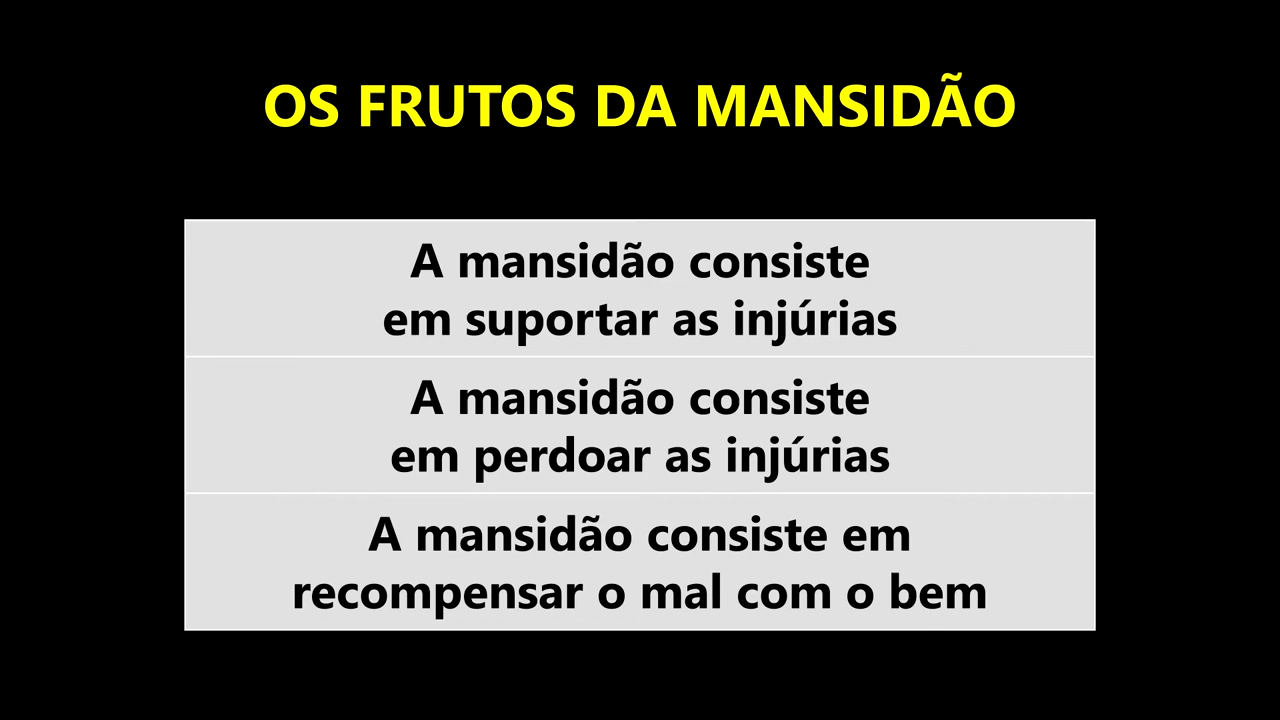 OS FRUTOS DA MANSIDÃO
A mansidão consiste
em suportar as injúrias
A mansidão consiste
em perdoar as injúrias
A mansidão consiste em
recompensar o mal com o bem